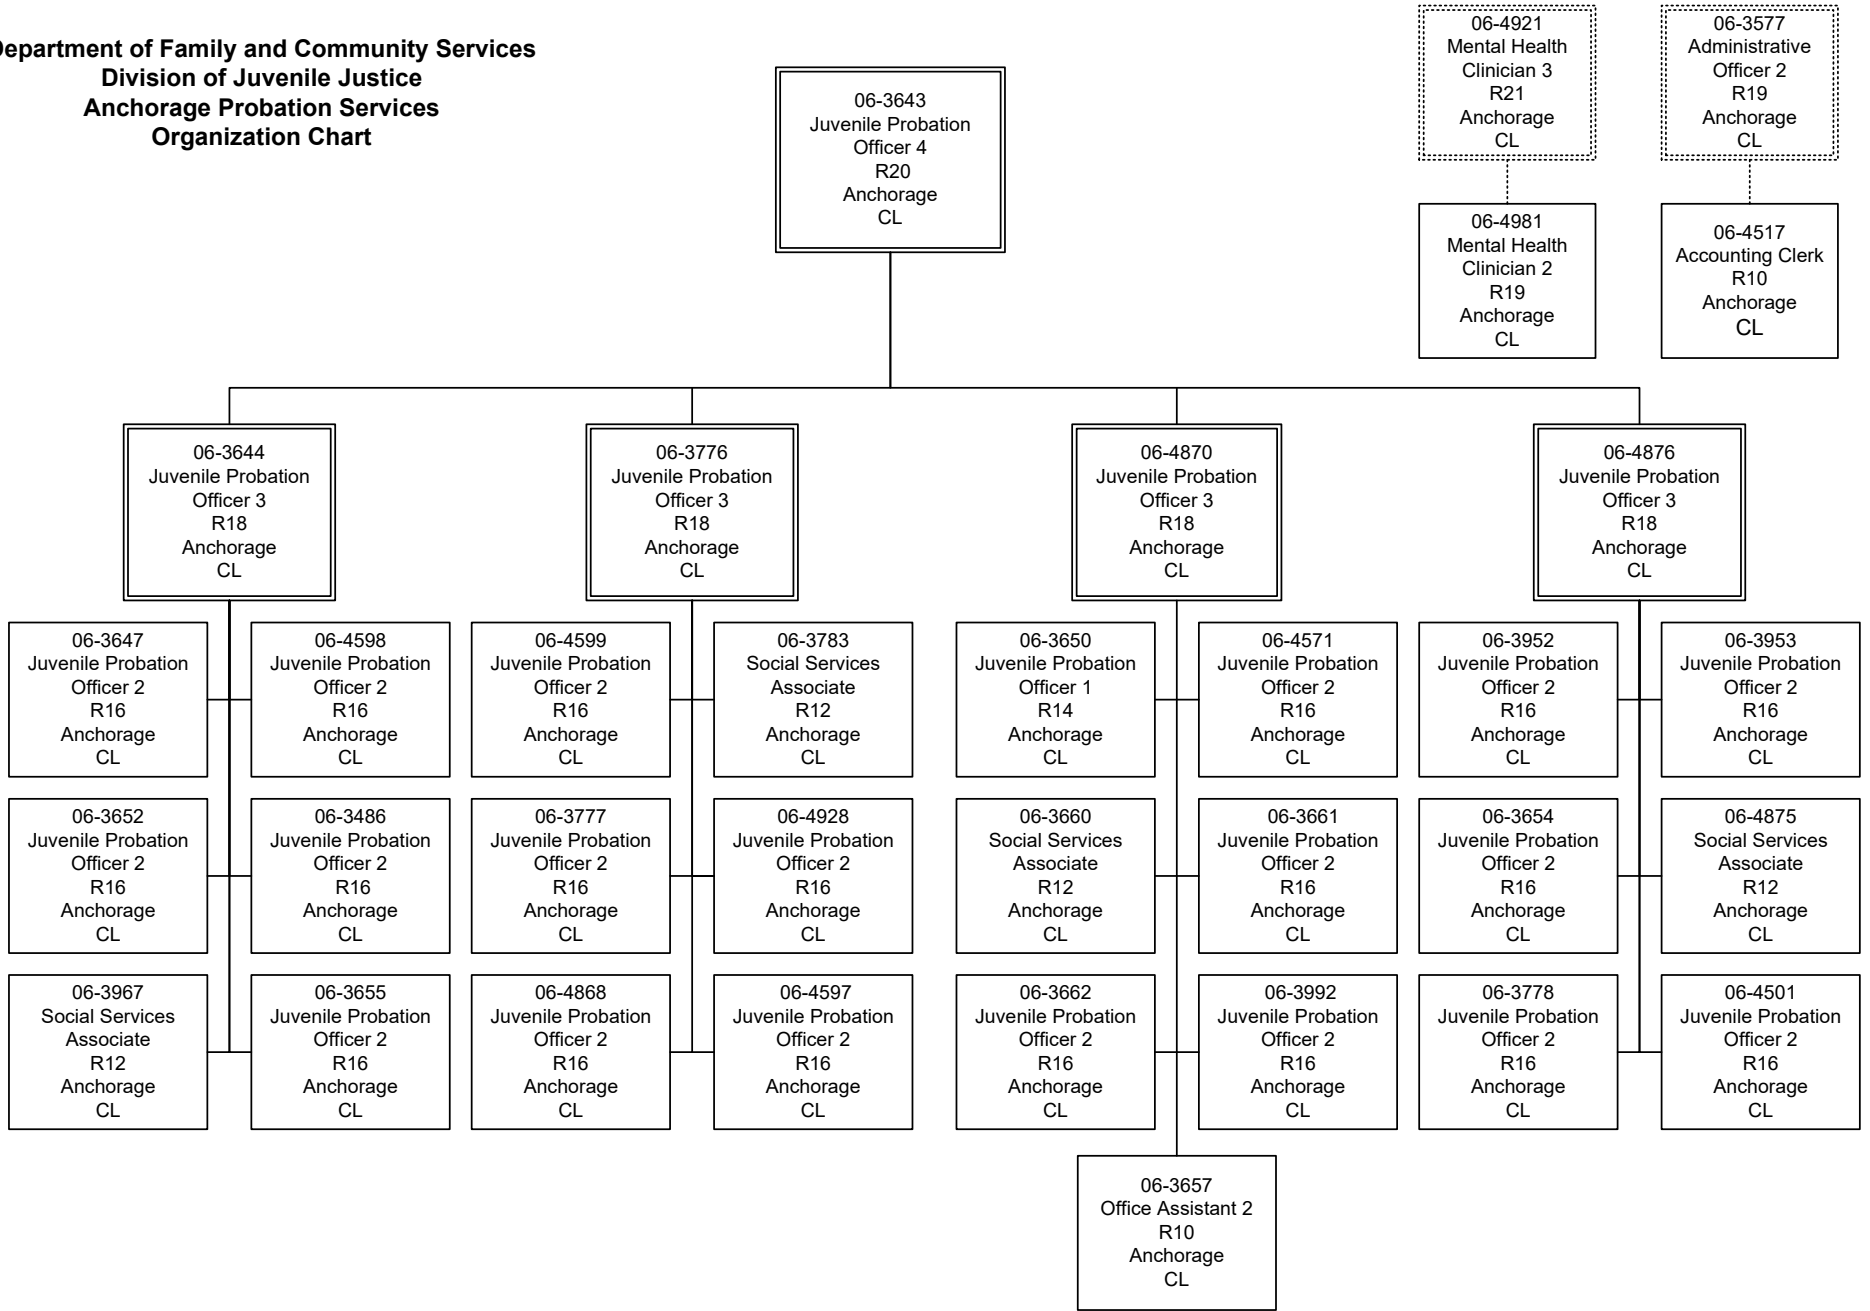 Department of Family and Community Services
Division of Juvenile Justice
Anchorage Probation Services
Organization Chart
06-3643
Juvenile Probation
Officer 4
R20
Anchorage
CL
06-4921
Mental Health
Clinician 3
R21
Anchorage
CL
06-3577
Administrative
Officer 2
R19
Anchorage
CL
06-4981
Mental Health
Clinician 2
R19
Anchorage
CL
06-4517
Accounting Clerk
R10
Anchorage
CL
06-3644
Juvenile Probation
Officer 3
R18
Anchorage
CL
06-3776
Juvenile Probation
Officer 3
R18
Anchorage
CL
06-4870
Juvenile Probation
Officer 3
R18
Anchorage
CL
06-4876
Juvenile Probation
Officer 3
R18
Anchorage
CL
06-3647
Juvenile Probation
Officer 2
R16
Anchorage
CL
06-4598
Juvenile Probation
Officer 2
R16
Anchorage
CL
06-4599
Juvenile Probation
Officer 2
R16
Anchorage
CL
06-3783
Social Services
Associate
R12
Anchorage
CL
06-3650
Juvenile Probation
Officer 1
R14
Anchorage
CL
06-4571
Juvenile Probation
Officer 2
R16
Anchorage
CL
06-3952
Juvenile Probation
Officer 2
R16
Anchorage
CL
06-3953
Juvenile Probation
Officer 2
R16
Anchorage
CL
06-3652
Juvenile Probation
Officer 2
R16
Anchorage
CL
06-3486
Juvenile Probation
Officer 2
R16
Anchorage
CL
06-3777
Juvenile Probation
Officer 2
R16
Anchorage
CL
06-4928
Juvenile Probation
Officer 2
R16
Anchorage
CL
06-3660
Social Services
Associate
R12
Anchorage
CL
06-3661
Juvenile Probation
Officer 2
R16
Anchorage
CL
06-3654
Juvenile Probation
Officer 2
R16
Anchorage
CL
06-4875
Social Services
Associate
R12
Anchorage
CL
06-3967
Social Services
Associate
R12
Anchorage
CL
06-3655
Juvenile Probation
Officer 2
R16
Anchorage
CL
06-4868
Juvenile Probation
Officer 2
R16
Anchorage
CL
06-4597
Juvenile Probation
Officer 2
R16
Anchorage
CL
06-3662
Juvenile Probation
Officer 2
R16
Anchorage
CL
06-3992
Juvenile Probation
Officer 2
R16
Anchorage
CL
06-3778
Juvenile Probation
Officer 2
R16
Anchorage
CL
06-4501
Juvenile Probation
Officer 2
R16
Anchorage
CL
06-3657
Office Assistant 2
R10
Anchorage
CL